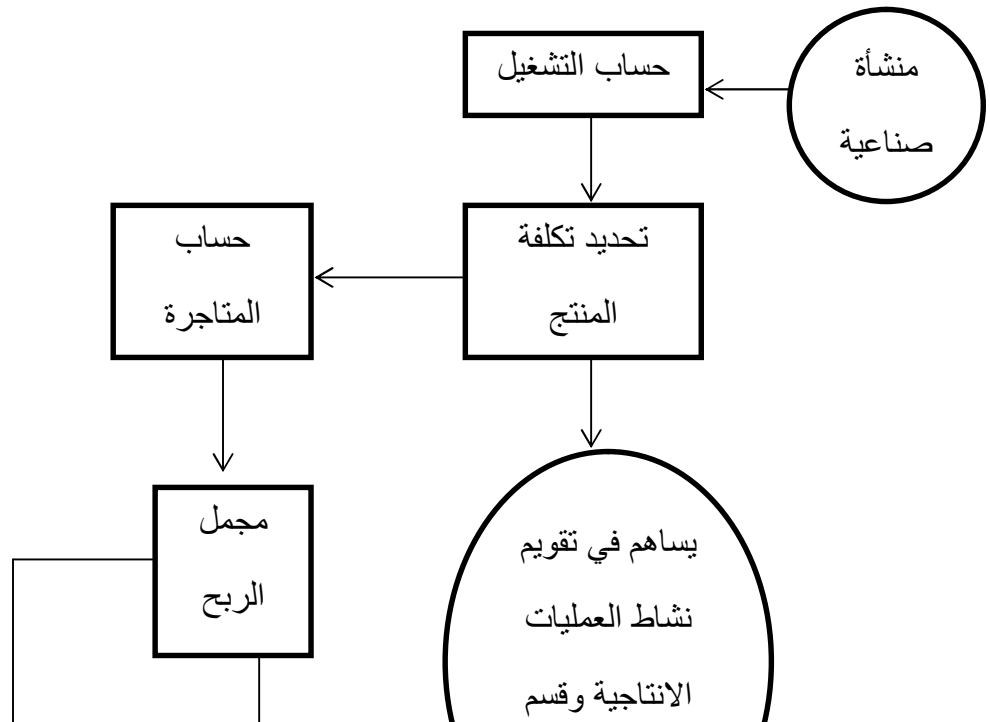 منشأة
صناعية
حساب التشغيل
تحديد تكلفة
المنتج
حساب
المتاجرة
مجمل
الربح
يساهم في تقويم
نشاط العمليات
الانتاجية وقسم